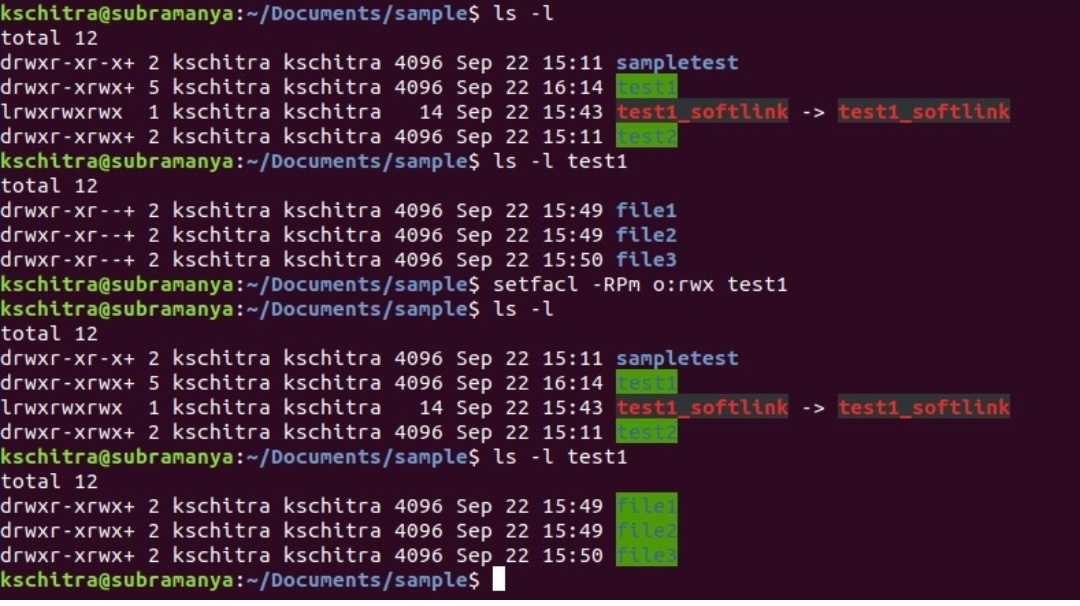 kschitra@subramanya:~/Documents/sample$ ls -l
total 12
drwxr-xr-x+ 2 kschitra kschitra 4096 Sep 22 15:11 sampletest
drwxr-xrwx+ 5 kschitra kschitra 4096 Sep 22 16:14 test1
lrwxrwxrwx  1 kschitra kschitra   14 Sep 22 15:43 test1_softlink -> test1_softlink
drwxr-xrwx+ 2 kschitra kschitra 4096 Sep 22 15:11 test2
kschitra@subramanya:~/Documents/sample$ ls -l test1
total 12
drwxr-xr--+ 2 kschitra kschitra 4096 Sep 22 15:49 file1
drwxr-xr--+ 2 kschitra kschitra 4096 Sep 22 15:49 file2
drwxr-xr--+ 2 kschitra kschitra 4096 Sep 22 15:50 file3
kschitra@subramanya:~/Documents/sample$ setfacl -RPm o:rwx test1
kschitra@subramanya:~/Documents/sample$ ls -l
total 12
drwxr-xr-x+ 2 kschitra kschitra 4096 Sep 22 15:11 sampletest
drwxr-xrwx+ 5 kschitra kschitra 4096 Sep 22 16:14 test1
lrwxrwxrwx  1 kschitra kschitra   14 Sep 22 15:43 test1_softlink -> test1_softlink
drwxr-xrwx+ 2 kschitra kschitra 4096 Sep 22 15:11 test2
kschitra@subramanya:~/Documents/sample$ ls -l test1
total 12
drwxr-xrwx+ 2 kschitra kschitra 4096 Sep 22 15:49 file1
drwxr-xrwx+ 2 kschitra kschitra 4096 Sep 22 15:49 file2
drwxr-xrwx+ 2 kschitra kschitra 4096 Sep 22 15:50 file3
kschitra@subramanya:~/Documents/sample$